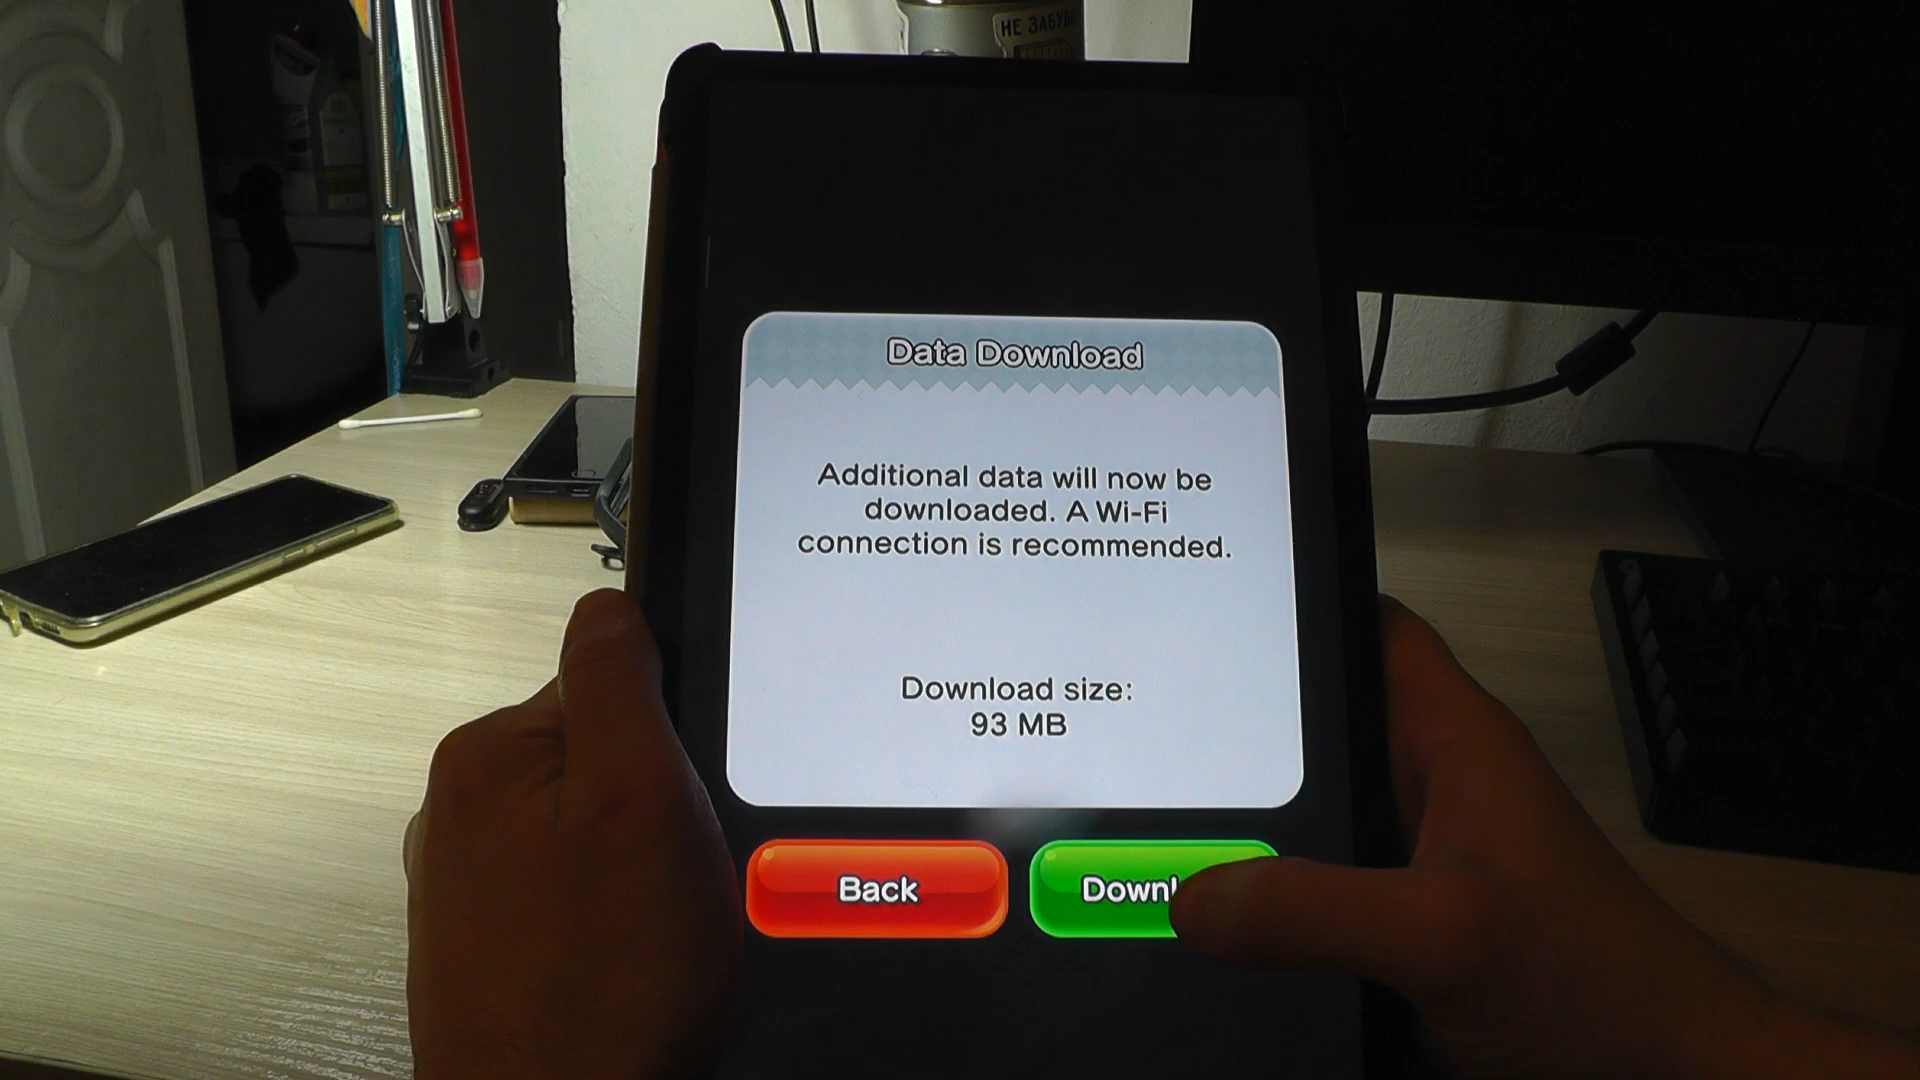 НЕ ЗАБУД
Data Download
Additional data will now be
downloaded. A Wi-Fi
connection is recommended.
Download size:
93 MB
Back
Downl